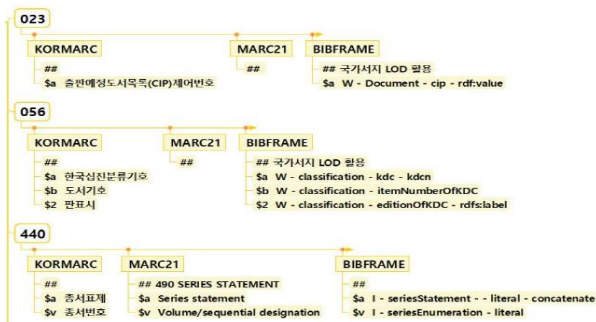 023
KORMARC MARC21 BIBFRAME
## ## ## 국가서지 LOD 활용
$a 출판예정도서목록(CIP)제어번호 $a W - Document - cip - rdf:value
056
KORMARC MARC21 BIBFRAME
## ## ## 국가서지 LOD 활용
$a 한국십진분류기호 $a W - classification - kdc - kdcn
$b 도서기호 $b W - classification - itemNumberOfKDC
$2 판표시 $2 W - classification - editionOfKDC - rdfs:label
440
KORMARC MARC21 BIBFRAME
## ## 490 SERIES STATEMENT ##
$a 총서표제 $a Series statement $a I - seriesStatement - - literal - concatenate
$v 총서번호 $v Volume/sequential designation $v I - seriesEnumeration - literal